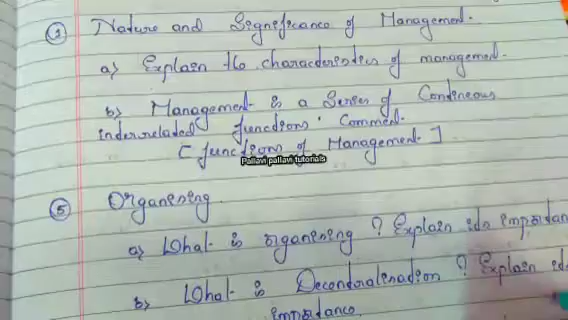 ① Nature and Significance of Management.
a) Explain the characteristics of management.
b) Management is a Series of Continuous
interrelated functions. Comment.
[functions of Management]
Pallavi pallavi tutorials
⑤ Organising
a) What is organising ? Explain its importan
b) What is Decentralisation ? Explain its
importance